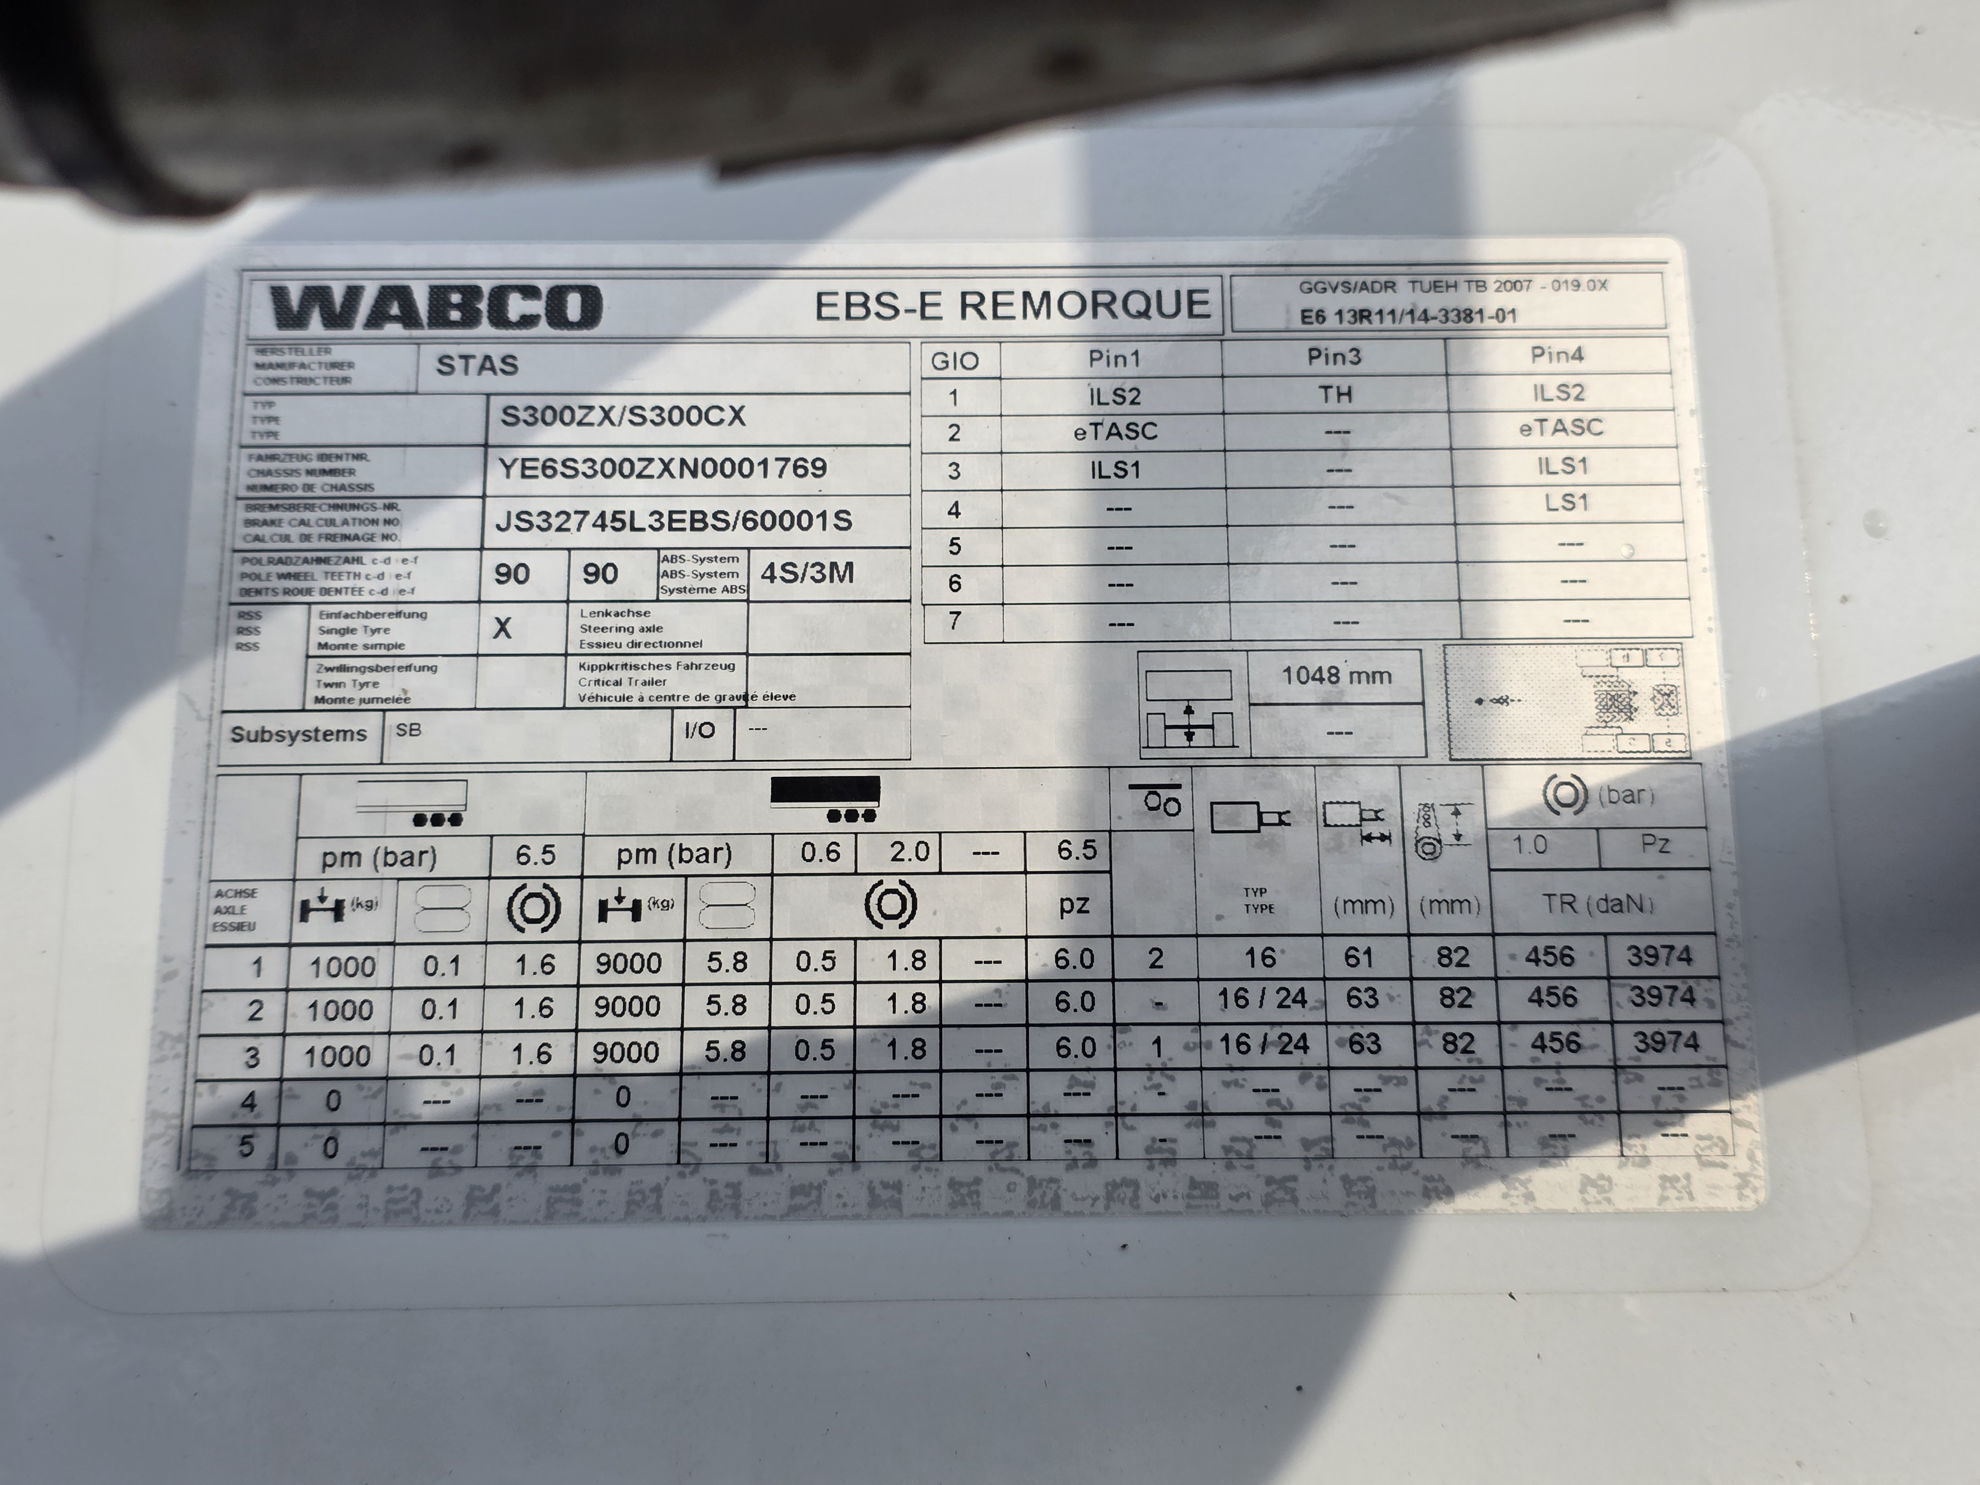 WABCO EBS-E REMORQUE
GGVS/ADR TUEH TB 2007 - 019.0X
E6 13R11/14-3381-01
HERSTELLER
MANUFACTURER
CONSTRUCTEUR
STAS
TYP
TYPE
TYPE
S300ZX/S300CX
FAHRZEUG IDENTNR.
CHASSIS NUMBER
NUMERO DE CHASSIS
YE6S300ZXN0001769
BREMSBERECHNUNGS-NR.
BRAKE CALCULATION NO.
CALCUL DE FREINAGE NO.
JS32745L3EBS/60001S
POLRADZAHNEZAHL c-d e-f
POLE WHEEL TEETH c-d e-f
DENTS ROUE DENTÉE c-d e-f
90 90
ABS-System
ABS-System
Système ABS
4S/3M
RSS
RSS
RSS
Einfachbereifung
Single Tyre
Monte simple
X
Lenkachse
Steering axle
Essieu directionnel
Zwillingsbereifung
Twin Tyre
Monte jumelée
Kippkritisches Fahrzeug
Critical Trailer
Véhicule à centre de gravité élevé
Subsystems SB I/O ---
GIO Pin1 Pin3 Pin4
1 ILS2 TH ILS2
2 eTASC --- eTASC
3 ILS1 --- ILS1
4 --- --- LS1
5 --- --- ---
6 --- --- ---
7 --- --- ---
1048 mm
---
(bar)
pm (bar) 6.5 pm (bar) 0.6 2.0 --- 6.5 1.0 Pz
ACHSE
AXLE
ESSIEU
(kg) (kg) pz
TYP
TYPE
(mm) (mm) TR (daN)
1 1000 0.1 1.6 9000 5.8 0.5 1.8 --- 6.0 2 16 61 82 456 3974
2 1000 0.1 1.6 9000 5.8 0.5 1.8 --- 6.0 - 16 / 24 63 82 456 3974
3 1000 0.1 1.6 9000 5.8 0.5 1.8 --- 6.0 1 16 / 24 63 82 456 3974
4 0 --- --- 0 --- --- --- --- --- - --- --- --- --- ---
5 0 --- --- 0 --- --- --- --- --- - --- --- --- --- ---